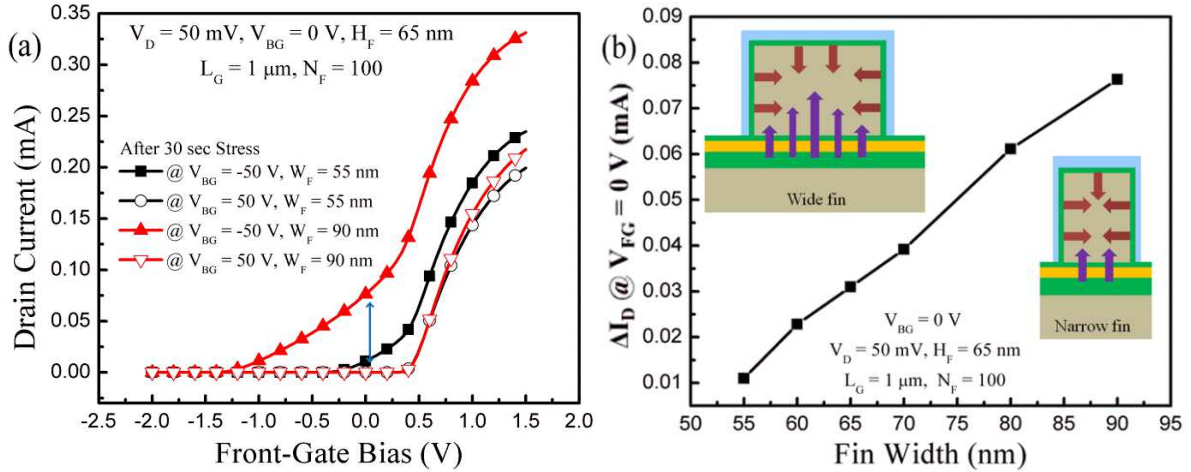 (a)
V_D = 50 mV, V_BG = 0 V, H_F = 65 nm
L_G = 1 μm, N_F = 100
After 30 sec Stress
@ V_BG = -50 V, W_F = 55 nm
@ V_BG = 50 V, W_F = 55 nm
@ V_BG = -50 V, W_F = 90 nm
@ V_BG = 50 V, W_F = 90 nm
Drain Current (mA)
0.35
0.30
0.25
0.20
0.15
0.10
0.05
0.00
-2.5 -2.0 -1.5 -1.0 -0.5 0.0 0.5 1.0 1.5 2.0
Front-Gate Bias (V)
(b)
ΔI_D @ V_FG = 0 V (mA)
0.09
0.08
0.07
0.06
0.05
0.04
0.03
0.02
0.01
Wide fin
Narrow fin
V_BG = 0 V
V_D = 50 mV, H_F = 65 nm
L_G = 1 μm, N_F = 100
50 55 60 65 70 75 80 85 90 95
Fin Width (nm)